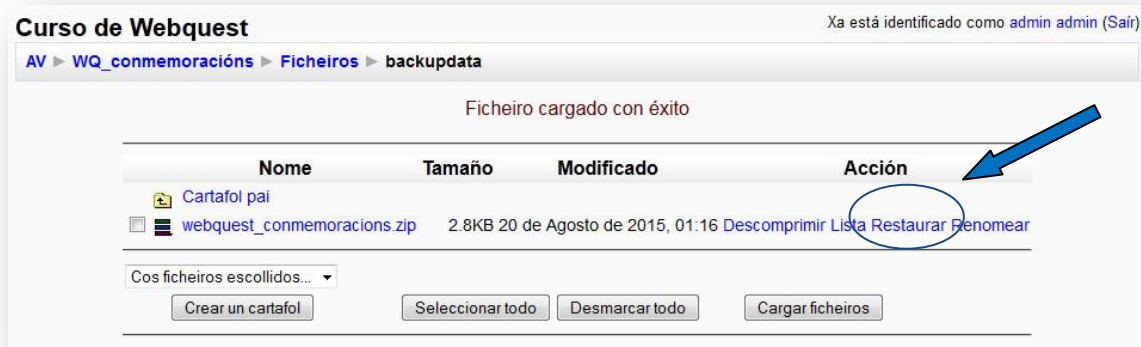 Curso de Webquest
Xa está identificado como admin admin (Saír)
AV ► WQ_conmemoracións ► Ficheiros ► backupdata
Ficheiro cargado con éxito
Nome Tamaño Modificado Acción
Cartafol pai
webquest_conmemoracions.zip 2.8KB 20 de Agosto de 2015, 01:16 Descomprimir Lista Restaurar Renomear
Cos ficheiros escollidos...
Crear un cartafol Seleccionar todo Desmarcar todo Cargar ficheiros